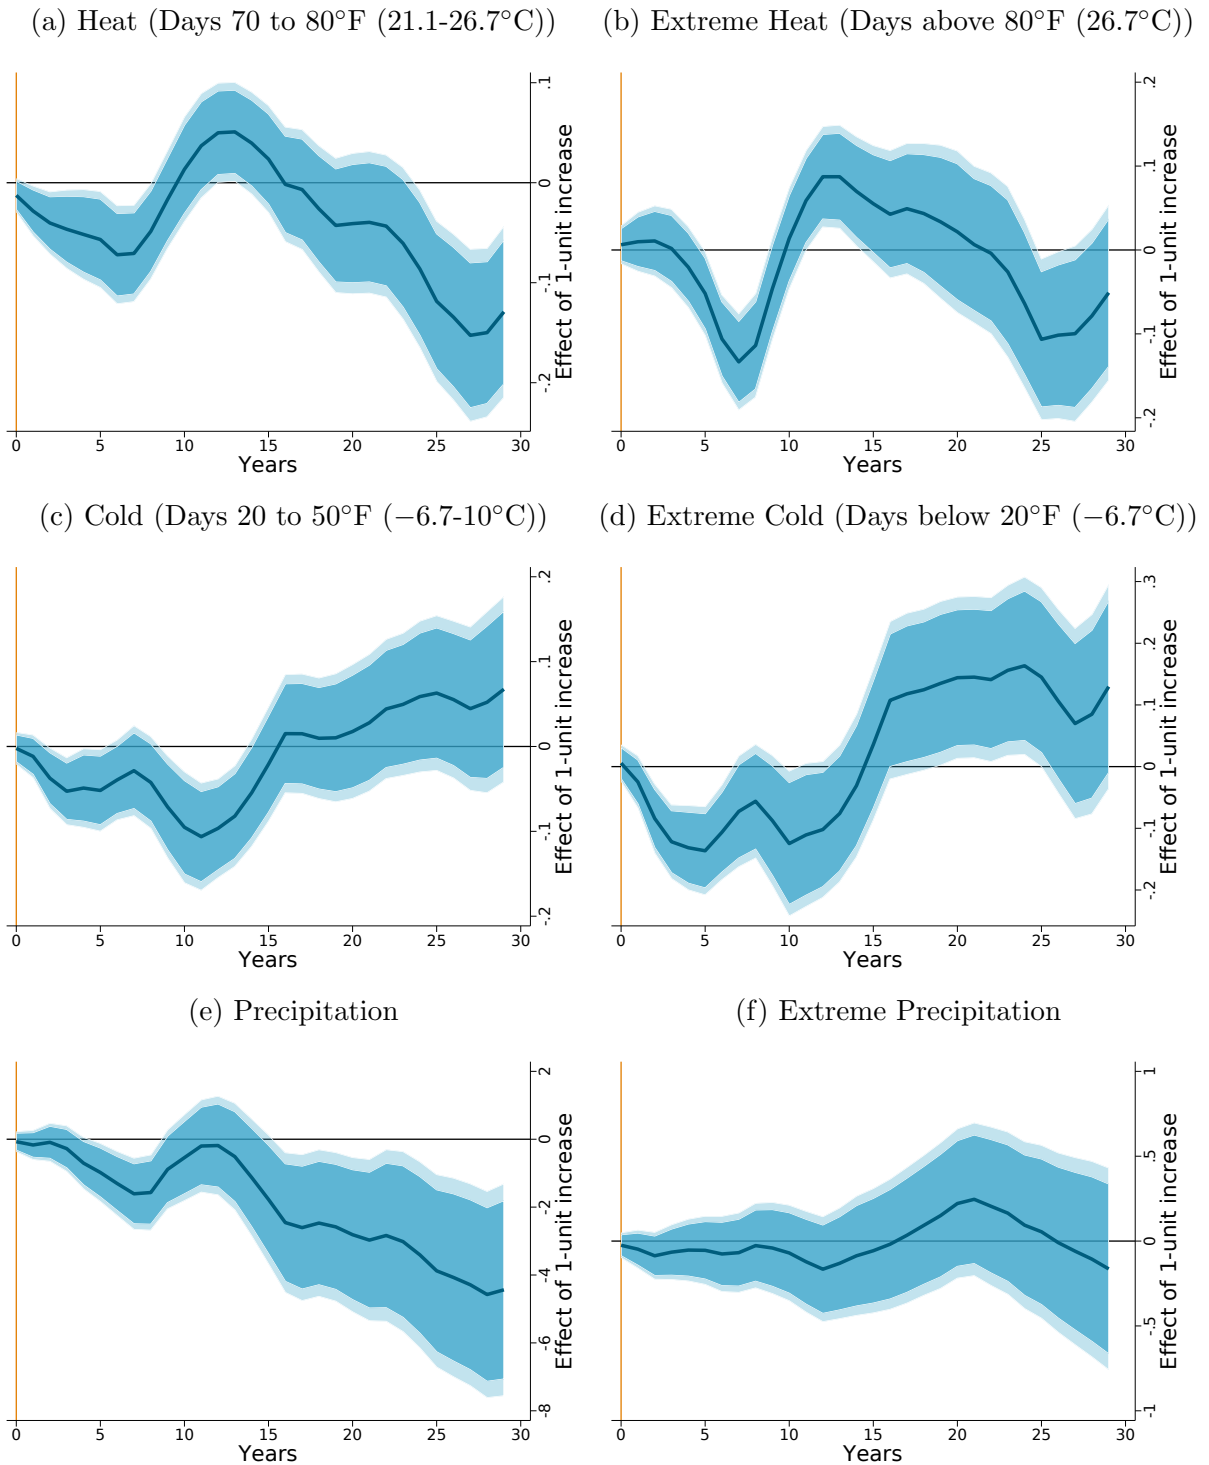 (a) Heat (Days 70 to 80°F (21.1-26.7°C))
.1
0
-.1
-.2
Effect of 1-unit increase
0 5 10 15 20 25 30
Years
(b) Extreme Heat (Days above 80°F (26.7°C))
.2
.1
0
-.1
-.2
Effect of 1-unit increase
0 5 10 15 20 25 30
Years
(c) Cold (Days 20 to 50°F (−6.7-10°C))
.2
.1
0
-.1
-.2
Effect of 1-unit increase
0 5 10 15 20 25 30
Years
(d) Extreme Cold (Days below 20°F (−6.7°C))
.3
.2
.1
0
-.1
-.2
Effect of 1-unit increase
0 5 10 15 20 25 30
Years
(e) Precipitation
2
0
-2
-4
-6
-8
Effect of 1-unit increase
0 5 10 15 20 25 30
Years
(f) Extreme Precipitation
1
.5
0
-.5
-1
Effect of 1-unit increase
0 5 10 15 20 25 30
Years